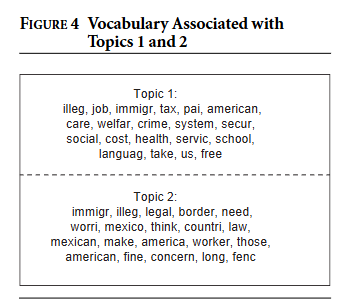 FIGURE 4 Vocabulary Associated with
Topics 1 and 2
Topic 1:
illeg, job, immigr, tax, pai, american,
care, welfar, crime, system, secur,
social, cost, health, servic, school,
languag, take, us, free
Topic 2:
immigr, illeg, legal, border, need,
worri, mexico, think, countri, law,
mexican, make, america, worker, those,
american, fine, concern, long, fenc